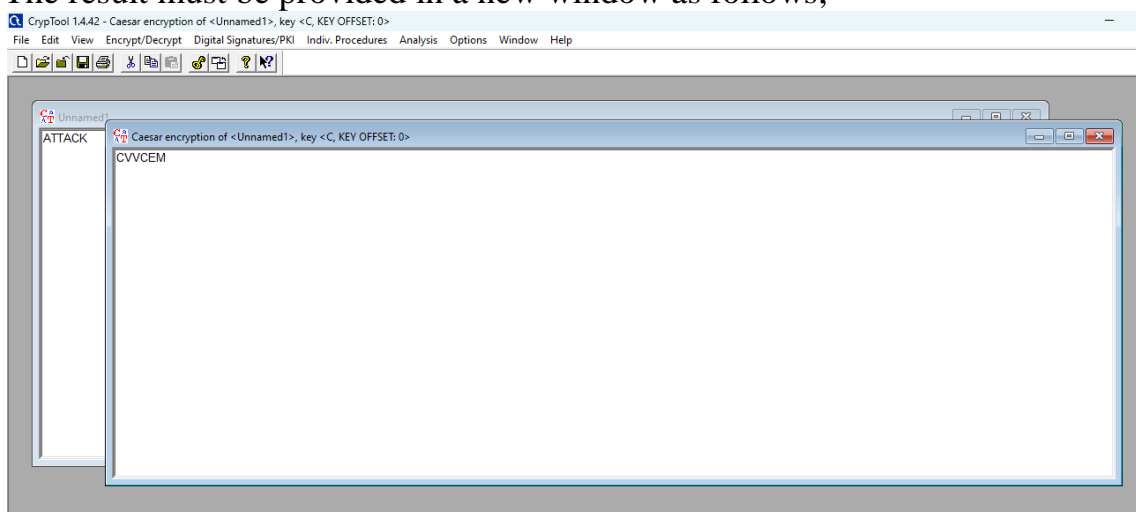 The result must be provided in a new window as follows,
CrypTool 1.4.42 - Caesar encryption of <Unnamed1>, key <C, KEY OFFSET: 0>
File Edit View Encrypt/Decrypt Digital Signatures/PKI Indiv. Procedures Analysis Options Window Help
Unnamed1
ATTACK
Caesar encryption of <Unnamed1>, key <C, KEY OFFSET: 0>
CVVCEM